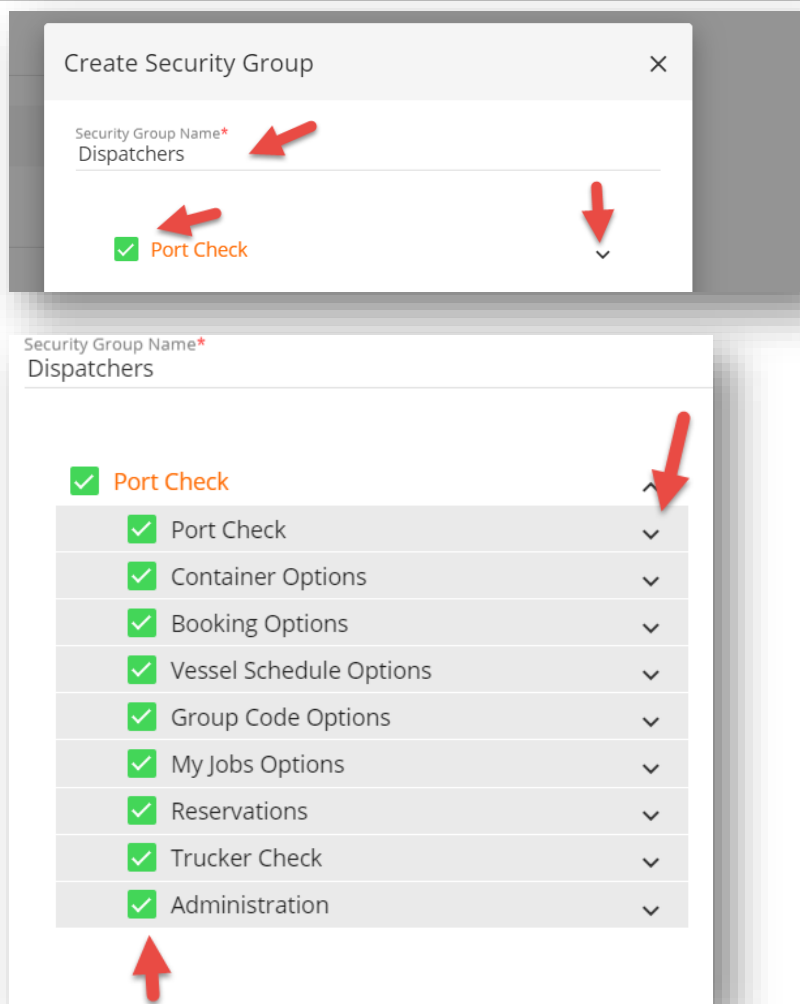 Create Security Group
Security Group Name*
Dispatchers
Port Check
Security Group Name*
Dispatchers
Port Check
Port Check
Container Options
Booking Options
Vessel Schedule Options
Group Code Options
My Jobs Options
Reservations
Trucker Check
Administration